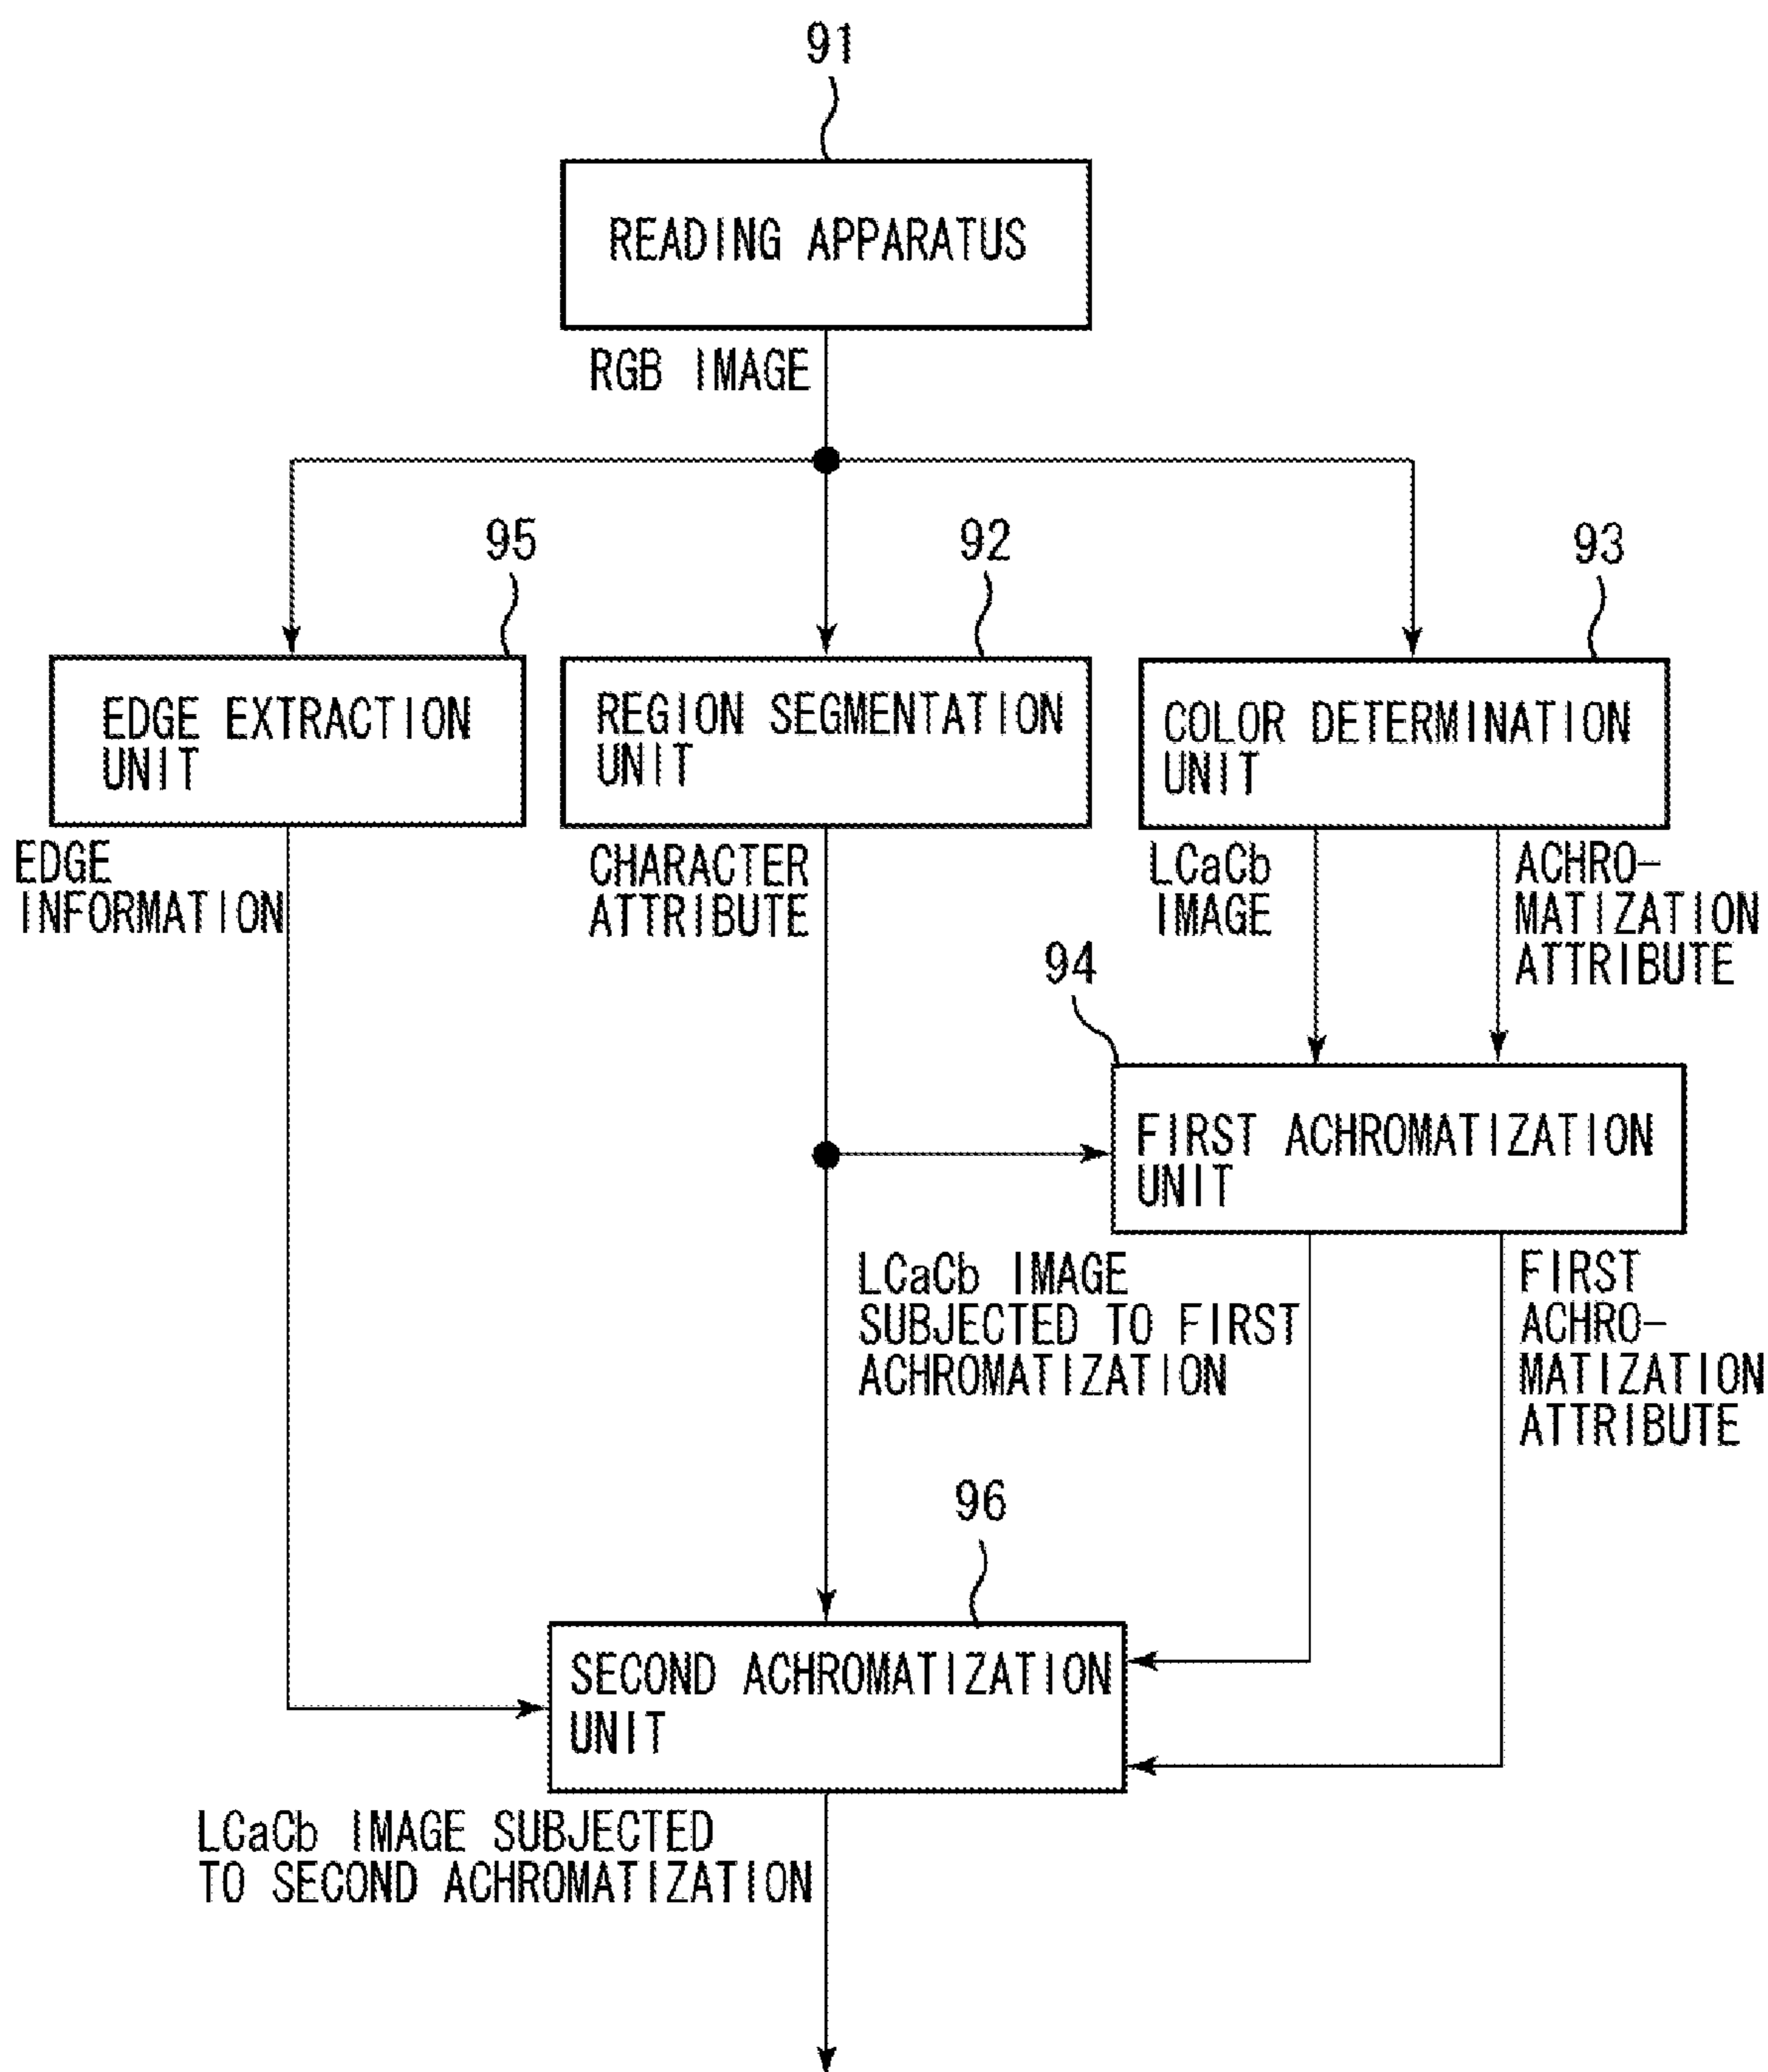 91
READING APPARATUS
RGB IMAGE
95
92
93
EDGE EXTRACTION
UNIT
REGION SEGMENTATION
UNIT
COLOR DETERMINATION
UNIT
EDGE
INFORMATION
CHARACTER
ATTRIBUTE
LCaCb
IMAGE
ACHRO-
MATIZATION
ATTRIBUTE
94
FIRST ACHROMATIZATION
UNIT
LCaCb IMAGE
SUBJECTED TO FIRST
ACHROMATIZATION
FIRST
ACHRO-
MATIZATION
ATTRIBUTE
96
SECOND ACHROMATIZATION
UNIT
LCaCb IMAGE SUBJECTED
TO SECOND ACHROMATIZATION